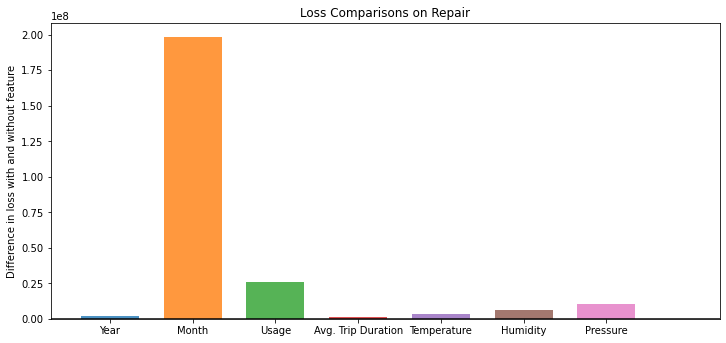 Loss Comparisons on Repair
1e8
2.00
1.75
1.50
1.25
1.00
0.75
0.50
0.25
0.00
Difference in loss with and without feature
Year Month Usage Avg. Trip Duration Temperature Humidity Pressure